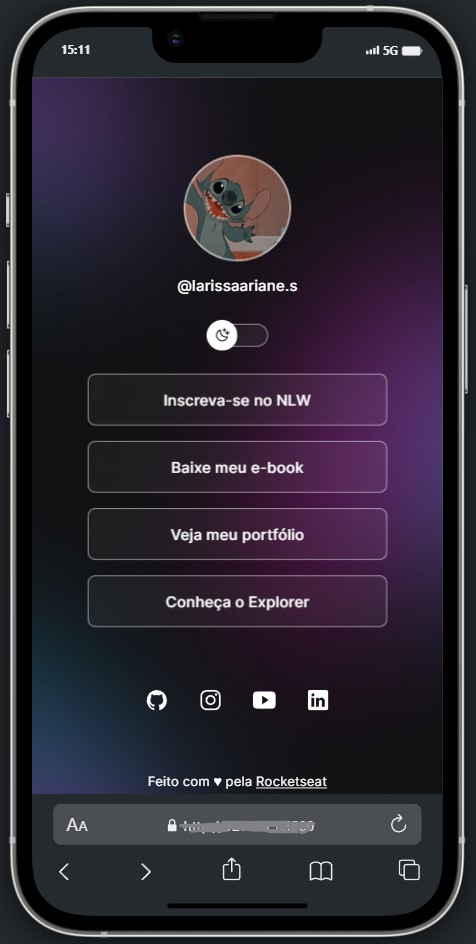 15:11
5G
@larissaariane.s
Inscreva-se no NLW
Baixe meu e-book
Veja meu portfólio
Conheça o Explorer
in
Feito com ♥ pela Rocketseat
AA